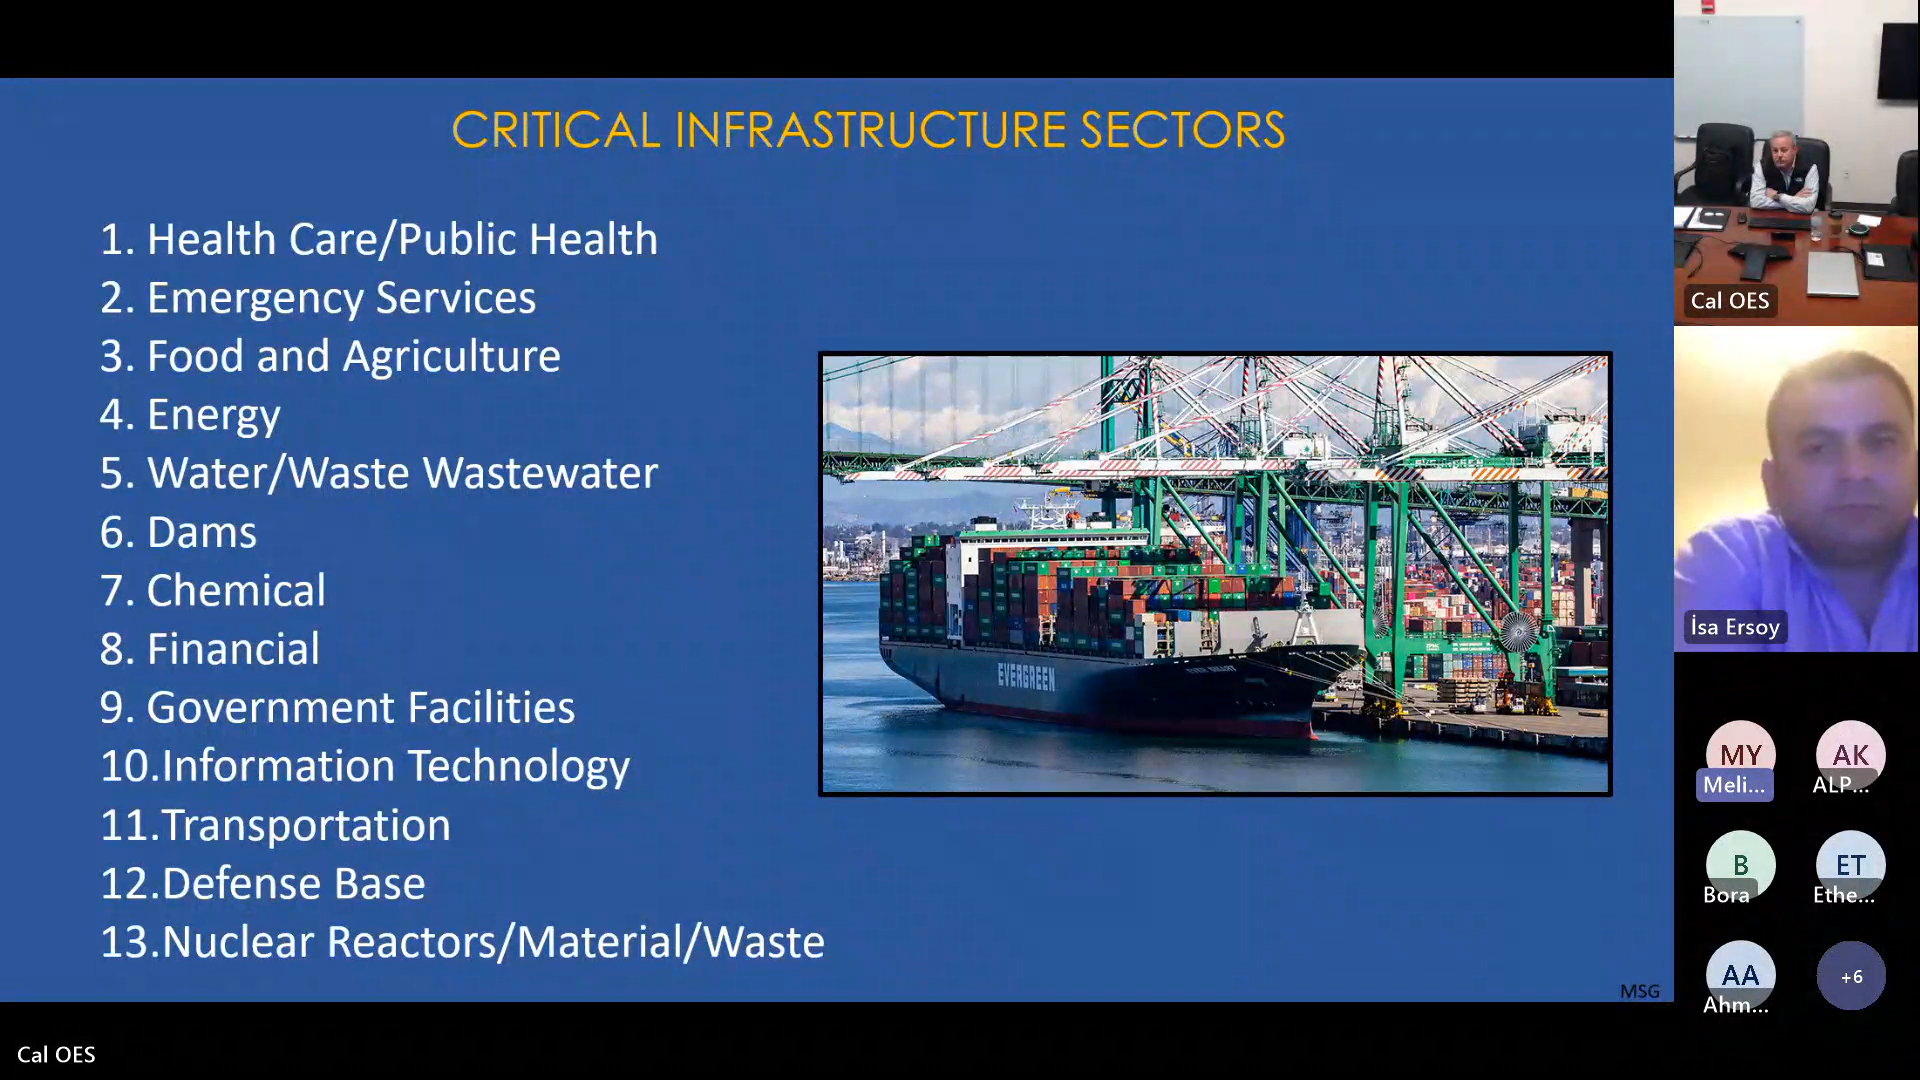 CRITICAL INFRASTRUCTURE SECTORS
1. Health Care/Public Health
2. Emergency Services
3. Food and Agriculture
4. Energy
5. Water/Waste Wastewater
6. Dams
7. Chemical
8. Financial
9. Government Facilities
10.Information Technology
11.Transportation
12.Defense Base
13.Nuclear Reactors/Material/Waste
EVERGREEN
MSG
Cal OES
Cal OES
İsa Ersoy
MY
Meli...
AK
ALP...
B
Bora
ET
Ethe...
AA
Ahm...
+6